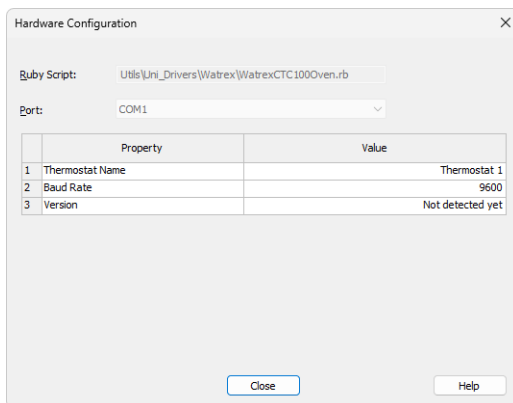 Hardware Configuration
Ruby Script: Utils\Uni_Drivers\Watrex\WatrexCTC100Oven.rb
Port: COM1
Property Value
1 Thermostat Name Thermostat 1
2 Baud Rate 9600
3 Version Not detected yet
Close Help